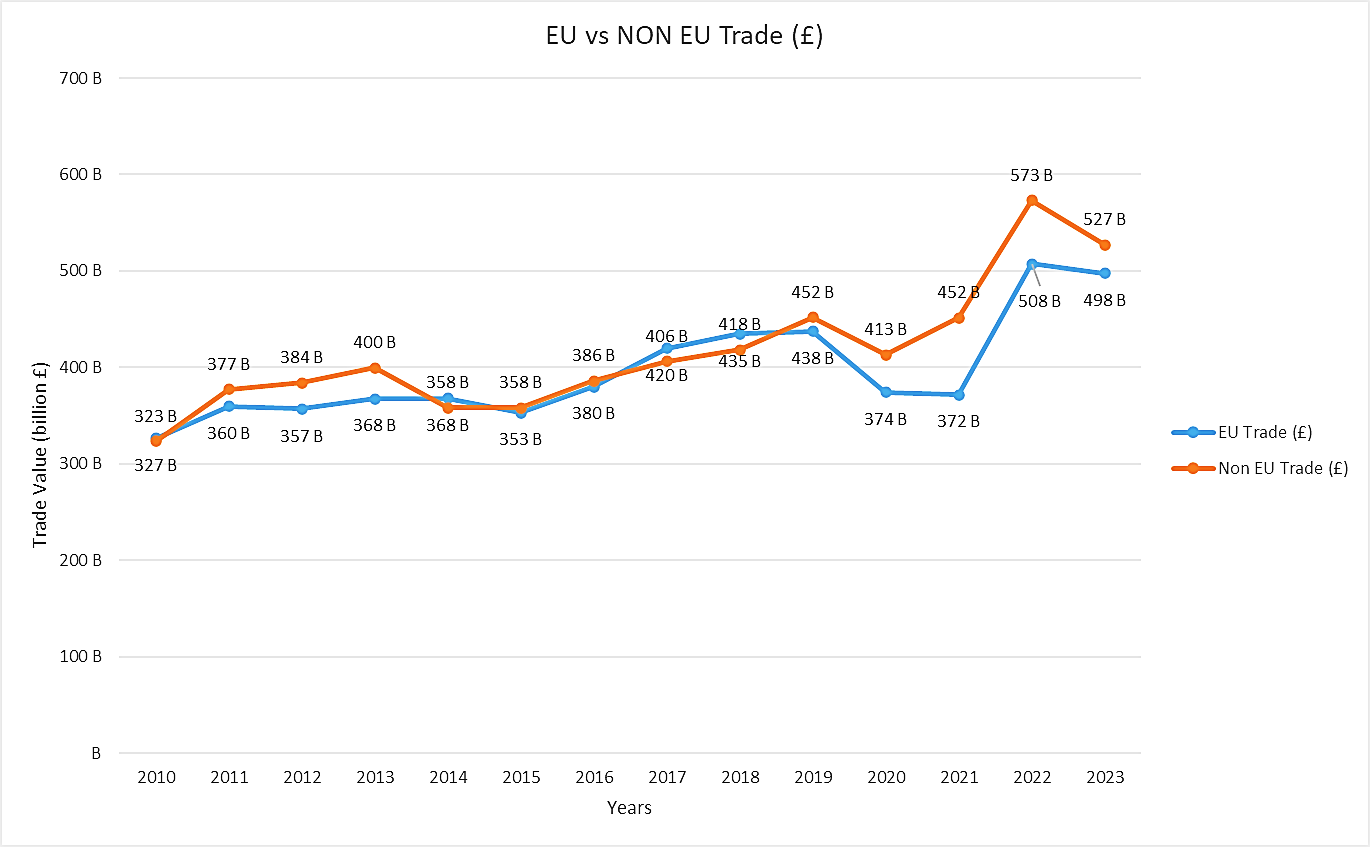 EU vs NON EU Trade (£)
700 B
600 B
500 B
400 B
300 B
200 B
100 B
B
Trade Value (billion £)
323 B
377 B
384 B
400 B
358 B
358 B
386 B
406 B
418 B
452 B
413 B
452 B
573 B
527 B
327 B
360 B
357 B
368 B
368 B
353 B
380 B
420 B
435 B
438 B
374 B
372 B
508 B
498 B
2010 2011 2012 2013 2014 2015 2016 2017 2018 2019 2020 2021 2022 2023
Years
EU Trade (£)
Non EU Trade (£)